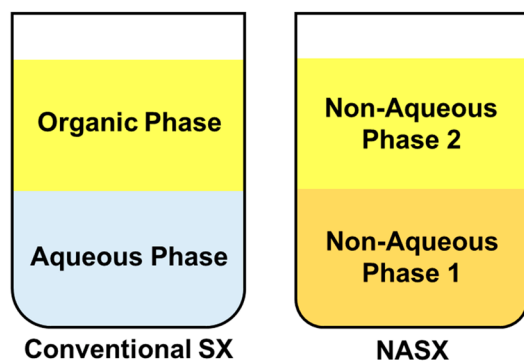 Organic Phase
Aqueous Phase
Conventional SX
Non-Aqueous
Phase 2
Non-Aqueous
Phase 1
NASX